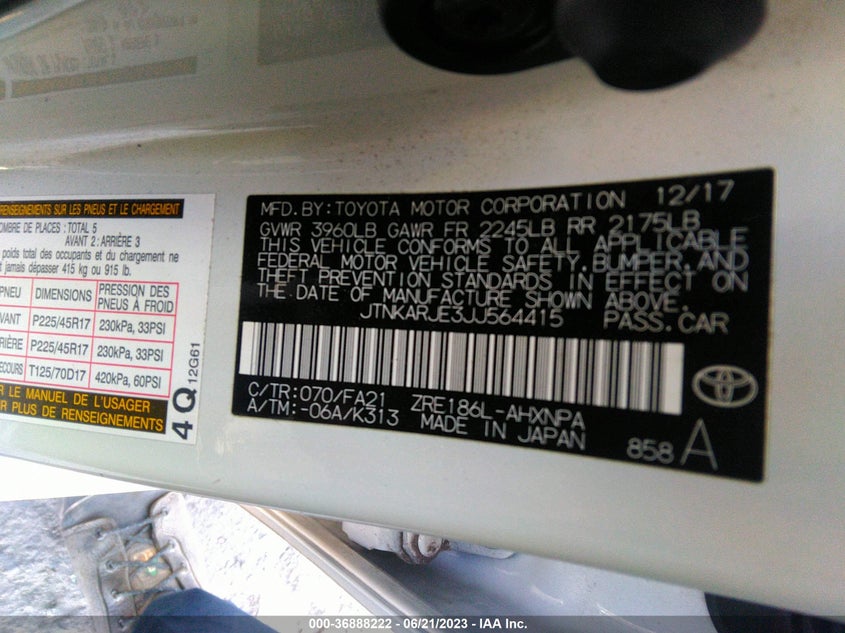 RENSEIGNEMENTS SUR LES PNEUS ET LE CHARGEMENT
NOMBRE DE PLACES : TOTAL 5
AVANT 2 : ARRIÈRE 3
poids total des occupants et du chargement ne
jamais dépasser 415 kg ou 915 lb.
PNEU DIMENSIONS PRESSION DES PNEUS À FROID
AVANT P225/45R17 230kPa, 33PSI
ARRIÈRE P225/45R17 230kPa, 33PSI
SECOURS T125/70D17 420kPa, 60PSI
LE MANUEL DE L'USAGER
PLUS DE RENSEIGNEMENTS
4Q 12G61
MFD. BY: TOYOTA MOTOR CORPORATION 12/17
GVWR 3960LB GAWR FR 2245LB RR 2175LB
THIS VEHICLE CONFORMS TO ALL APPLICABLE
FEDERAL MOTOR VEHICLE SAFETY, BUMPER, AND
THEFT PREVENTION STANDARDS IN EFFECT ON
THE DATE OF MANUFACTURE SHOWN ABOVE.
JTNKARJE3JJ564415 PASS.CAR
C/TR: 070/FA21 ZRE186L-AHXNPA
A/TM: -06A/K313 MADE IN JAPAN
858 A
000-36888222 - 06/21/2023 - IAA Inc.